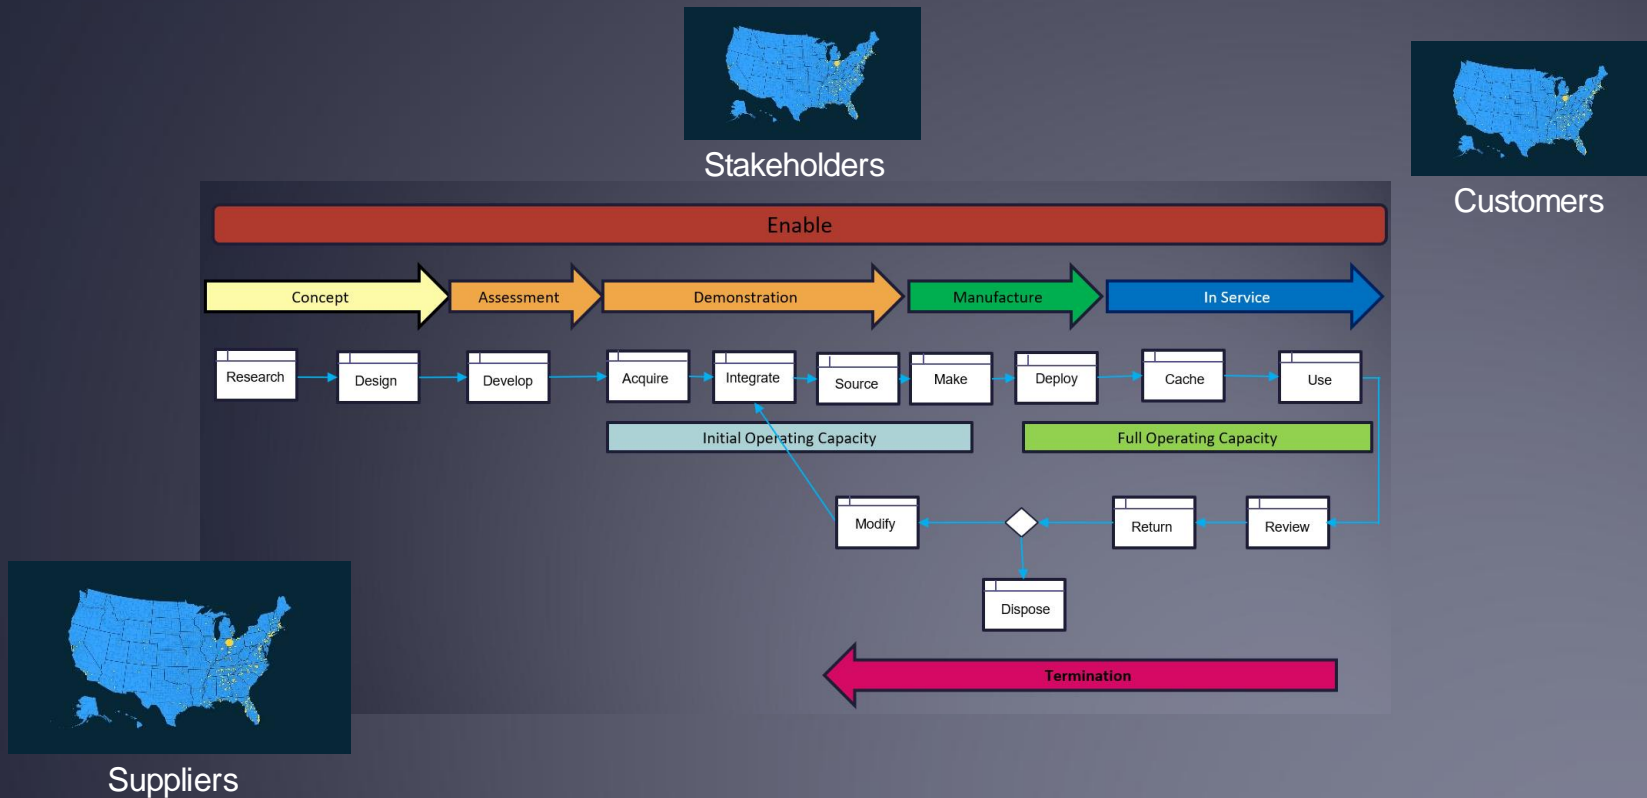 Stakeholders
Customers
Enable
Concept
Assessment
Demonstration
Manufacture
In Service
Research
Design
Develop
Acquire
Integrate
Source
Make
Deploy
Cache
Use
Initial Operating Capacity
Full Operating Capacity
Modify
Return
Review
Dispose
Termination
Suppliers